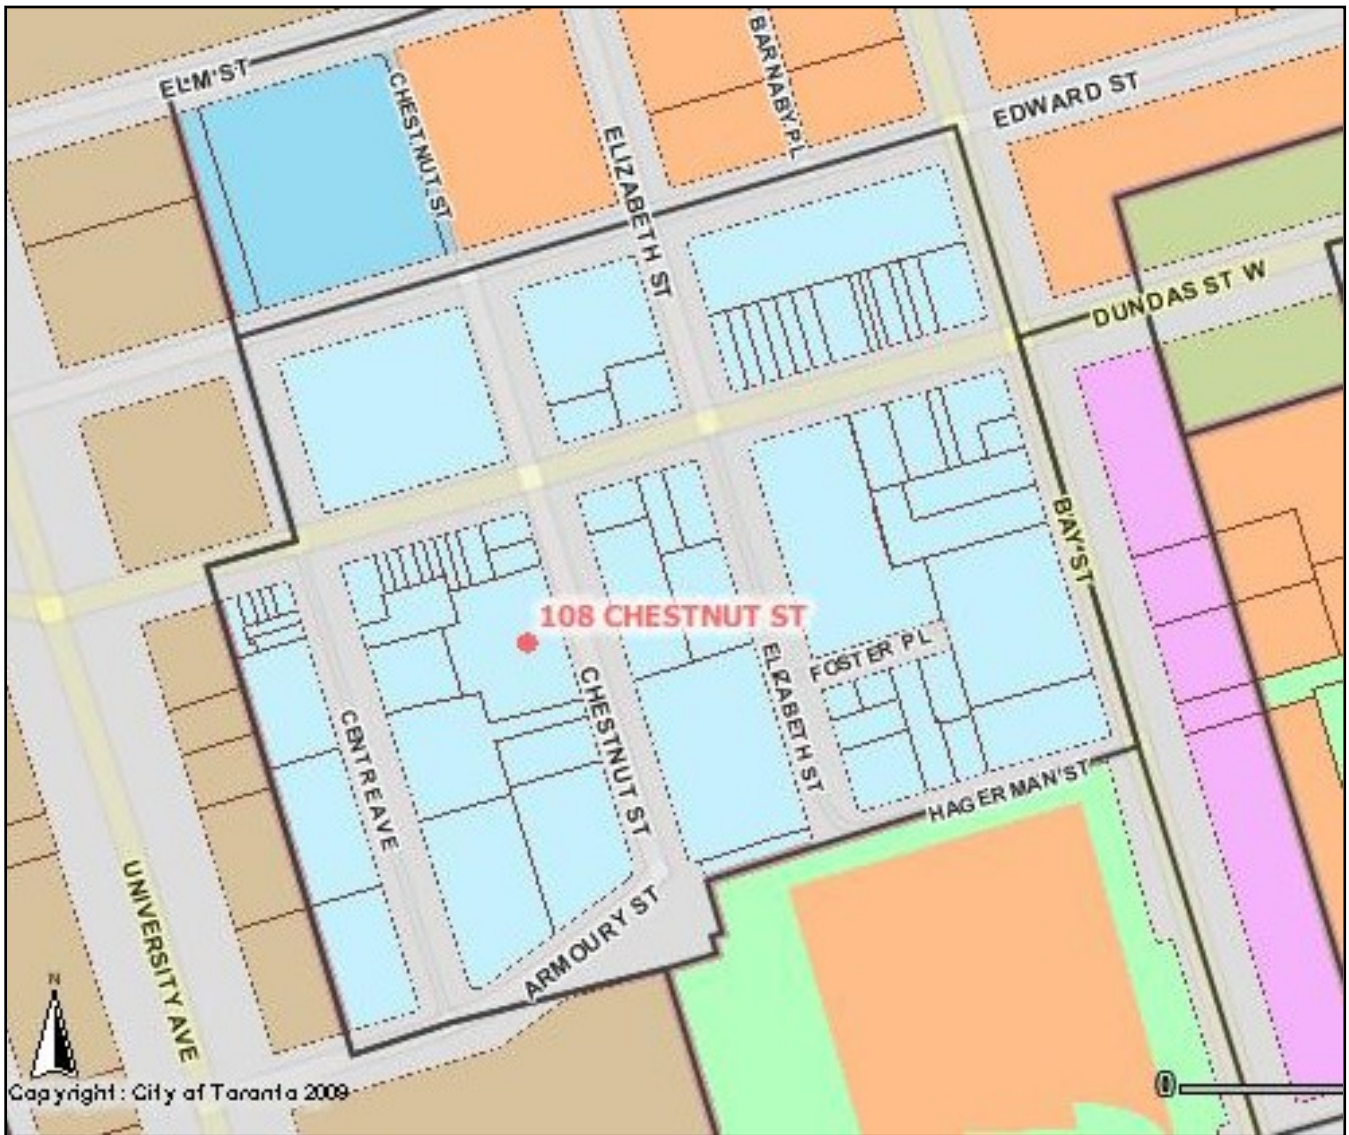 BARNABY PL
ELM ST
CHESTNUT ST
EDWARD ST
ELIZABETH ST
DUNDAS ST W
BAY ST
108 CHESTNUT ST
FOSTER PL
ELIZABETH ST
CHESTNUT ST
CENTRE AVE
HAGERMAN ST
UNIVERSITY AVE
ARMOURY ST
N
Copyright : City of Toronto 2009
0